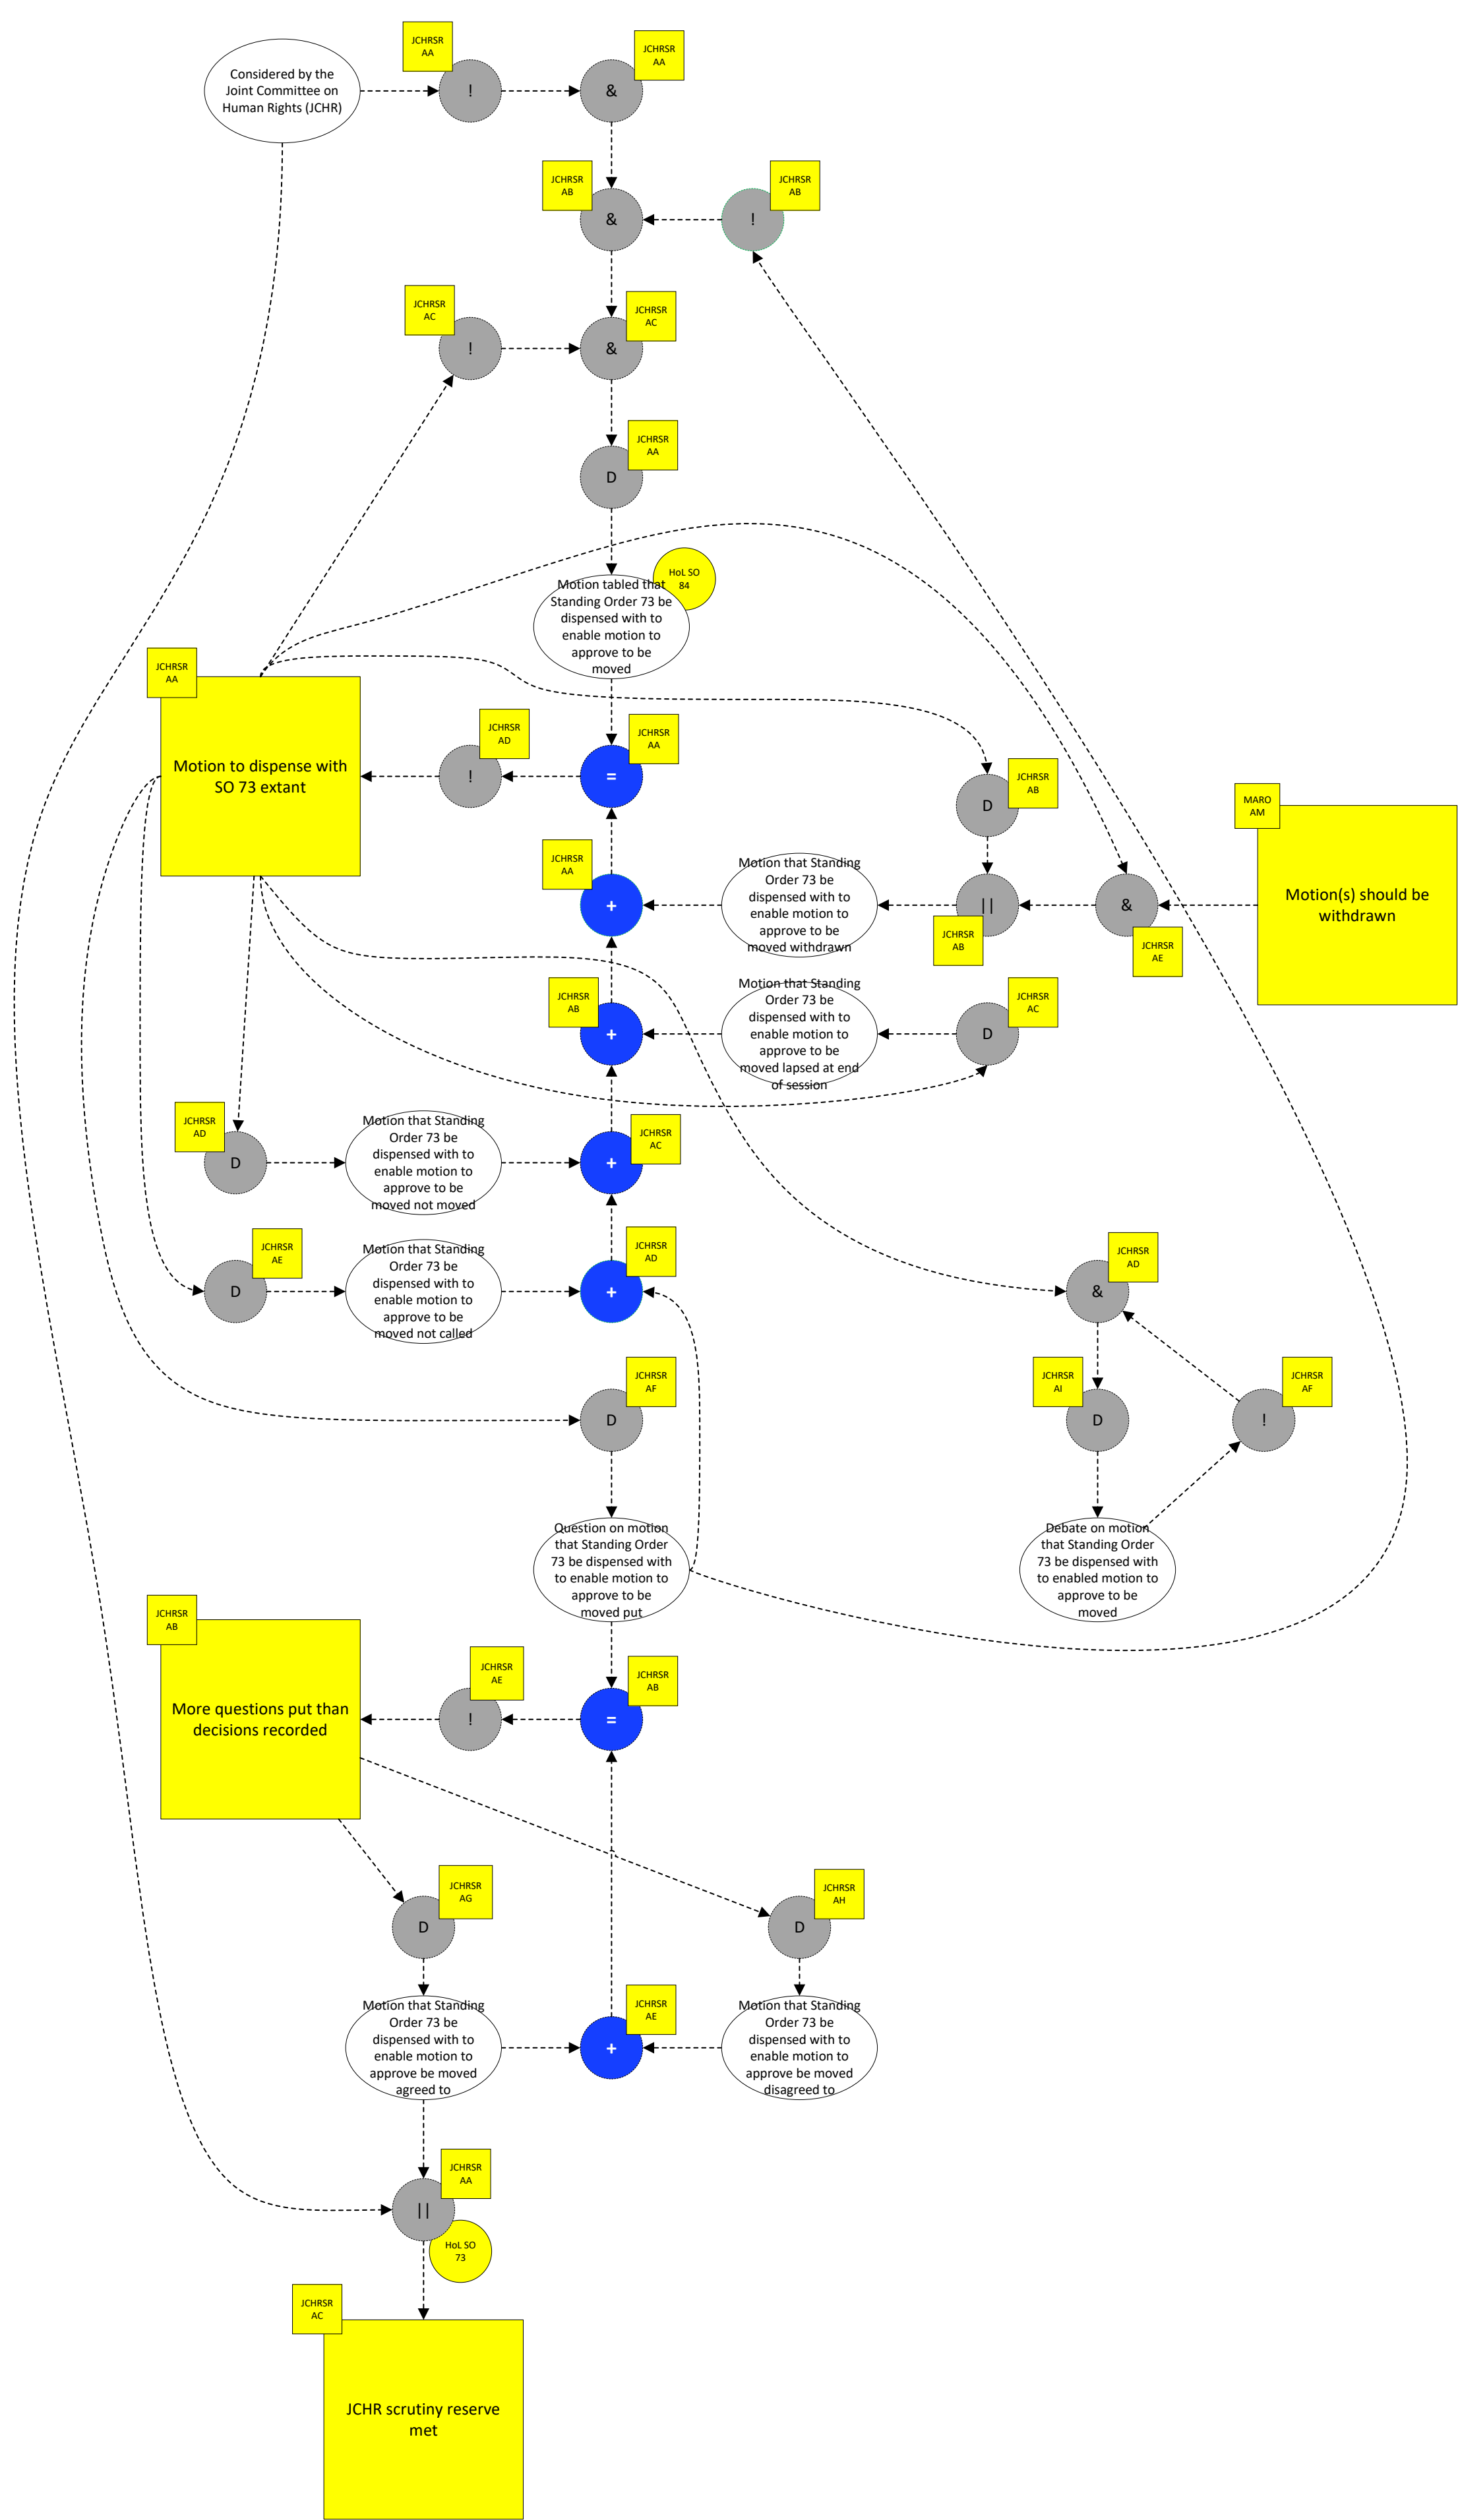 JCHRSR
AA
JCHRSR
AA
Considered by the
Joint Committee on
Human Rights (JCHR)
!
&
JCHRSR
AB
JCHRSR
AB
&
!
JCHRSR
AC
JCHRSR
AC
!
&
JCHRSR
AA
D
HoL SO
84
Motion tabled that
Standing Order 73 be
dispensed with to
enable motion to
approve to be
moved
JCHRSR
AA
Motion to dispense with
SO 73 extant
JCHRSR
AD
!
JCHRSR
AA
=
JCHRSR
AB
D
MARO
AM
Motion(s) should be
withdrawn
JCHRSR
AA
+
Motion that Standing
Order 73 be
dispensed with to
enable motion to
approve to be
moved withdrawn
||
JCHRSR
AB
&
JCHRSR
AE
JCHRSR
AB
+
Motion that Standing
Order 73 be
dispensed with to
enable motion to
approve to be
moved lapsed at end
of session
JCHRSR
AC
D
JCHRSR
AD
D
Motion that Standing
Order 73 be
dispensed with to
enable motion to
approve to be
moved not moved
JCHRSR
AC
+
JCHRSR
AE
D
Motion that Standing
Order 73 be
dispensed with to
enable motion to
approve to be
moved not called
JCHRSR
AD
+
JCHRSR
AD
&
JCHRSR
AF
D
JCHRSR
AI
D
JCHRSR
AF
!
Question on motion
that Standing Order
73 be dispensed with
to enable motion to
approve to be
moved put
Debate on motion
that Standing Order
73 be dispensed with
to enabled motion to
approve to be
moved
JCHRSR
AB
More questions put than
decisions recorded
JCHRSR
AE
!
JCHRSR
AB
=
JCHRSR
AG
D
JCHRSR
AH
D
Motion that Standing
Order 73 be
dispensed with to
enable motion to
approve be moved
agreed to
JCHRSR
AE
+
Motion that Standing
Order 73 be
dispensed with to
enable motion to
approve be moved
disagreed to
JCHRSR
AA
||
HoL SO
73
JCHRSR
AC
JCHR scrutiny reserve
met